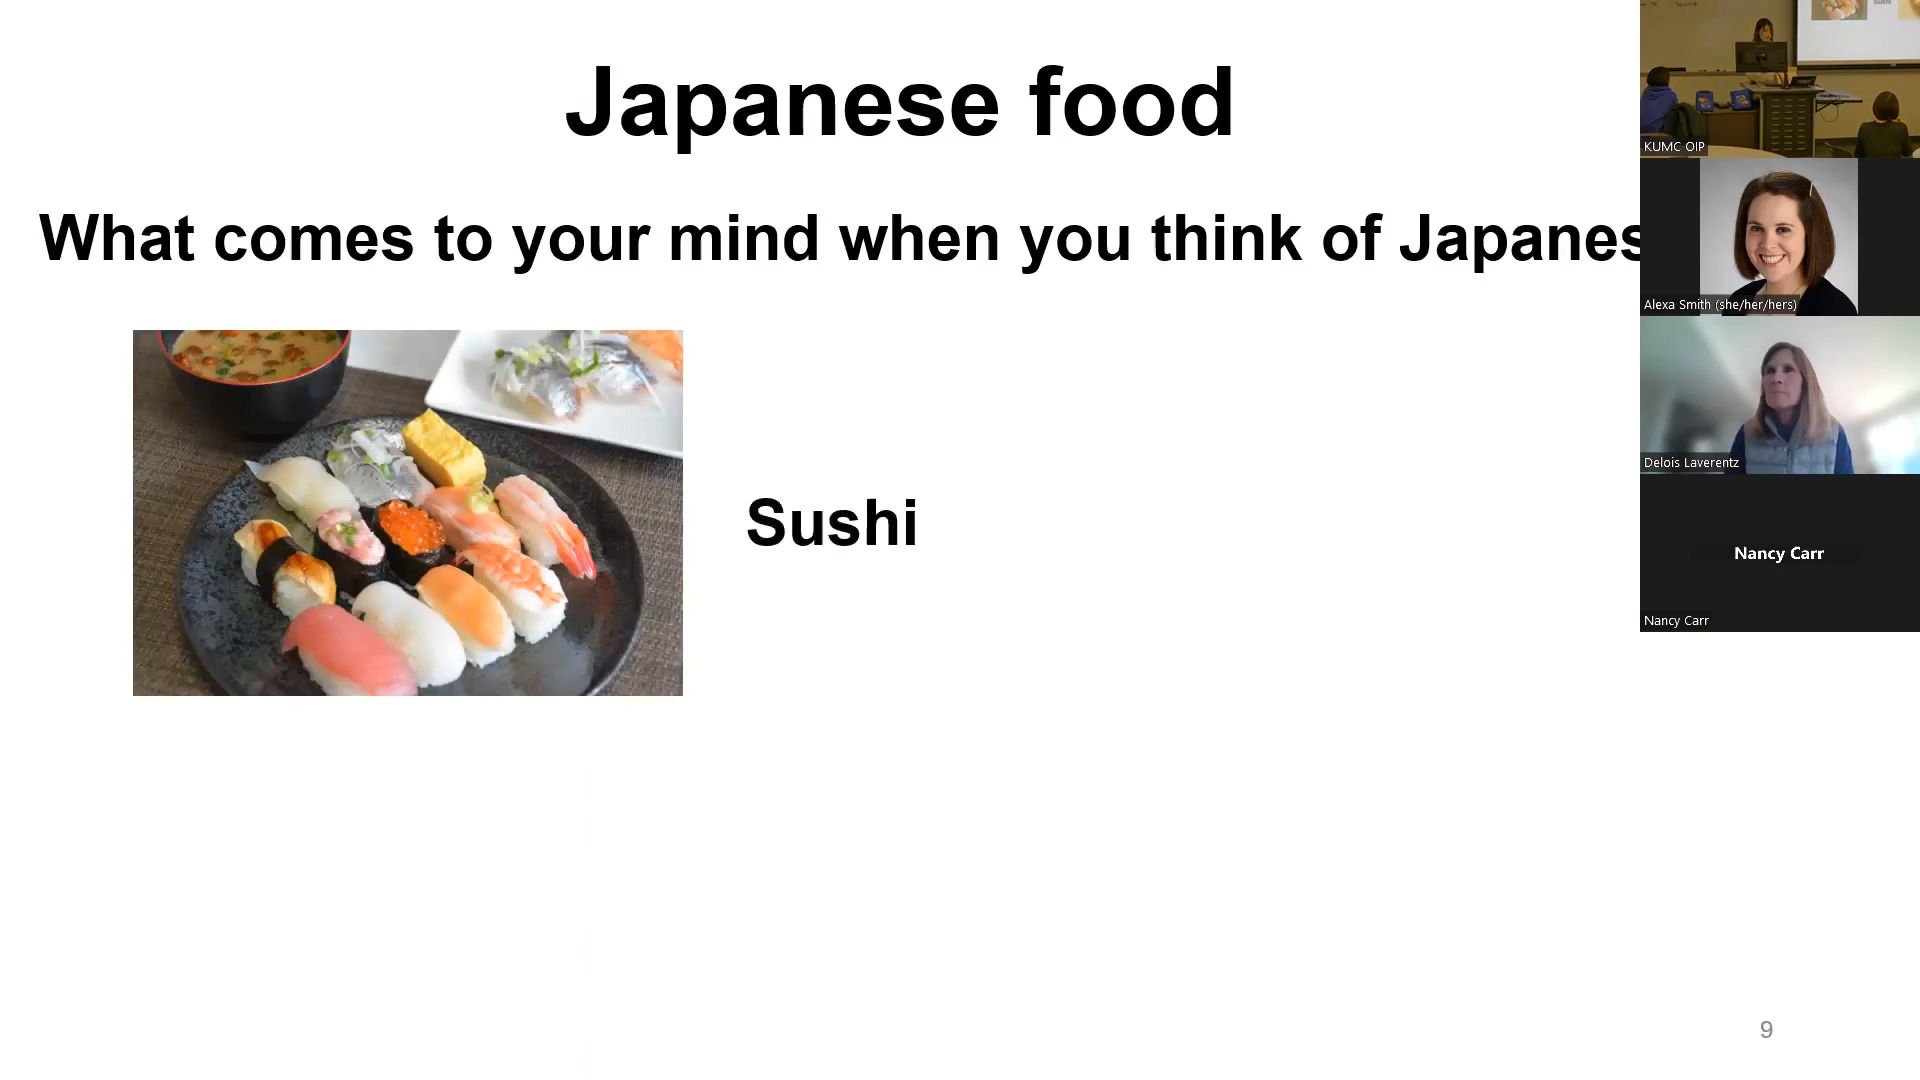 Japanese food
What comes to your mind when you think of Japanes
Sushi
9
Sushi
KUMC OIP
Alexa Smith (she/her/hers)
Delois Laverentz
Nancy Carr
Nancy Carr